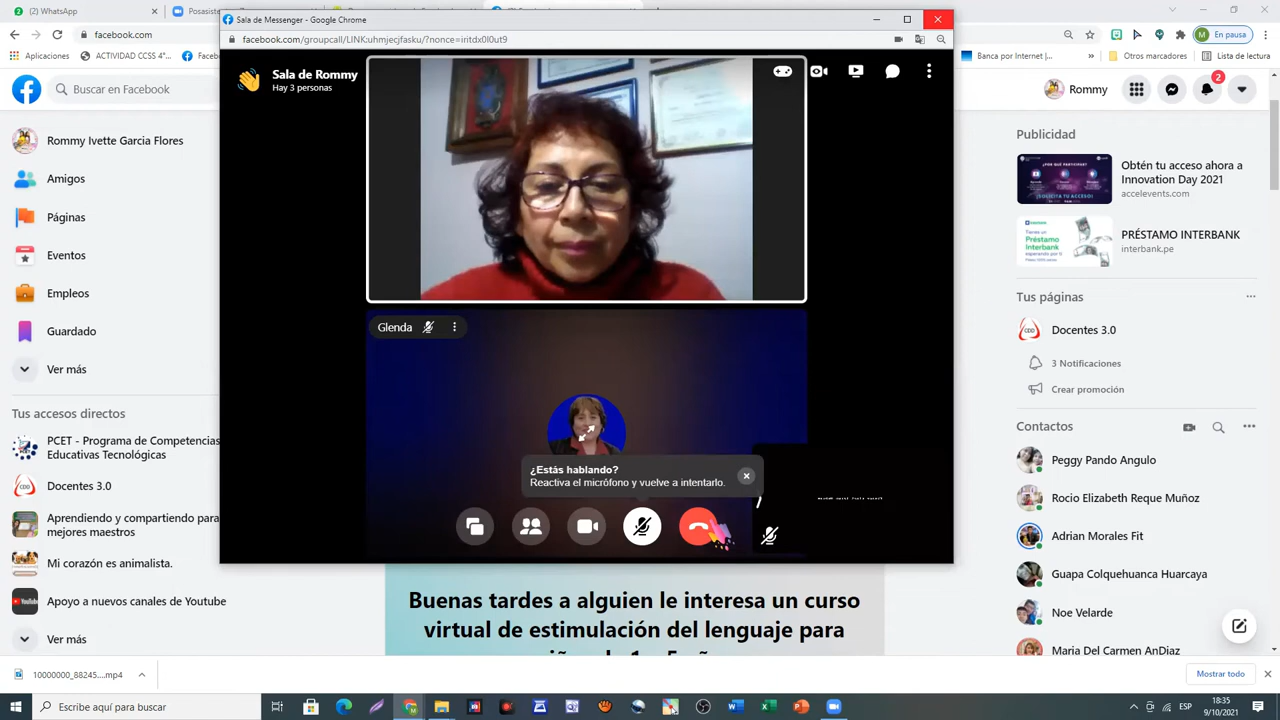 (2) WhatsApp
Posasiste
Sala de Messenger - Google Chrome
facebook.com
facebook.com/groupcall/LINK:uhmjecjfasku/?nonce=iritdx0l0ut9
En pausa
Aplicaciones
ACTIVIDAD CCSS 4°
Faceb
Banca por Internet |...
Otros marcadores
Lista de lectura
Buscar en Facebook
Sala de Rommy
Hay 3 personas
Rommy
2
Rommy Ivette Garcia Flores
Amigos
Páginas
Eventos
Empleos
Guardado
Ver más
Tus accesos directos
PCET - Programa de Competencias
Educativas Tecnológicas
Docentes 3.0
Aprendiendo y compartiendo para
mejores maestros
Mi corazón es animalista.
Apoyo a nuevos canales de Youtube
Ver más
Glenda
¿Estás hablando?
Reactiva el micrófono y vuelve a intentarlo.
Buenas tardes a alguien le interesa un curso
virtual de estimulación del lenguaje para
Publicidad
Obtén tu acceso ahora a
Innovation Day 2021
accelevents.com
PRÉSTAMO INTERBANK
interbank.pe
Tus páginas
Docentes 3.0
3 Notificaciones
Crear promoción
Contactos
Peggy Pando Angulo
Rocio Elizabeth Reque Muñoz
Adrian Morales Fit
Guapa Colquehuanca Huarcaya
Noe Velarde
Maria Del Carmen AnDiaz
10000000_88245....mp4
Mostrar todo
Escribe aquí para buscar
ESP
18:35
9/10/2021